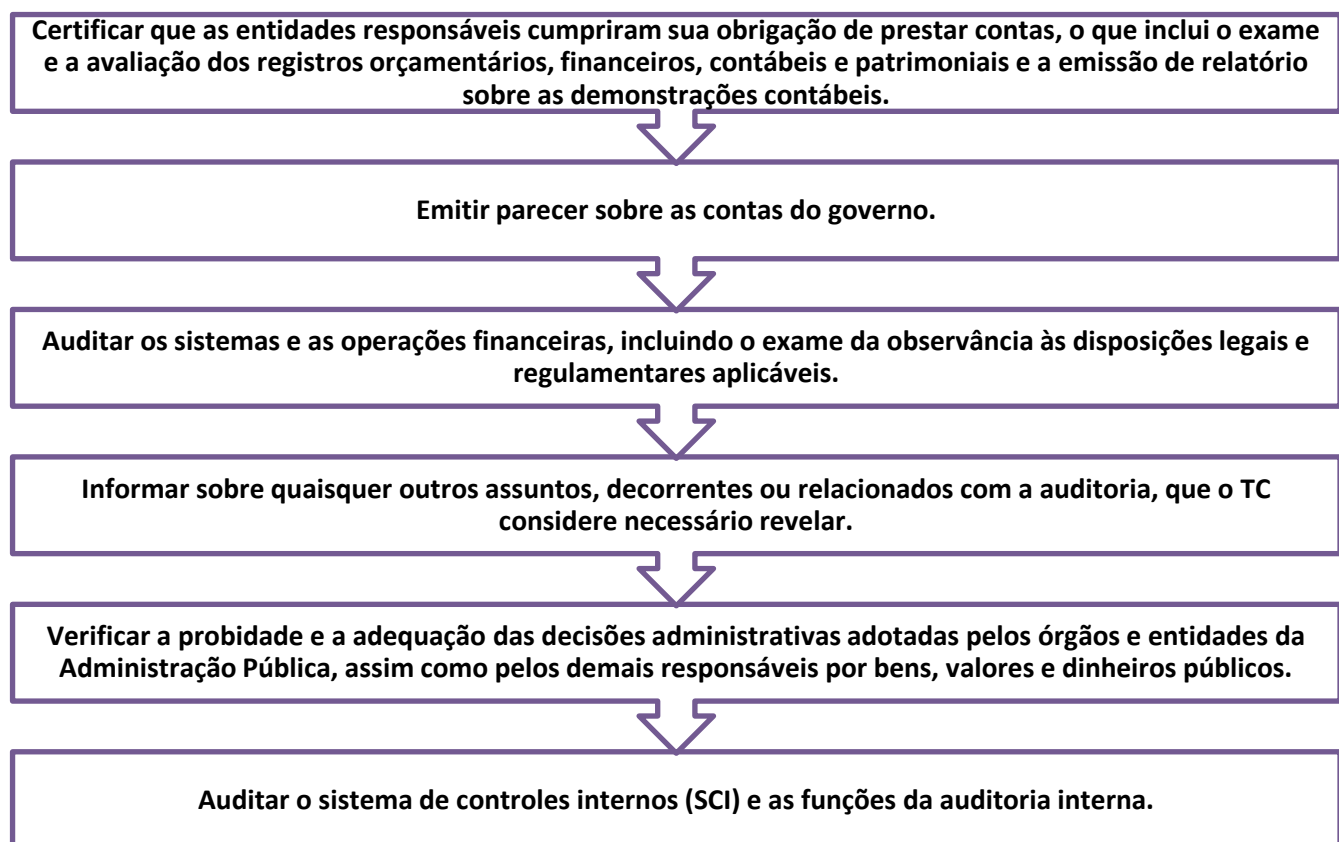 Certificar que as entidades responsáveis cumpriram sua obrigação de prestar contas, o que inclui o exame
e a avaliação dos registros orçamentários, financeiros, contábeis e patrimoniais e a emissão de relatório
sobre as demonstrações contábeis.
Emitir parecer sobre as contas do governo.
Auditar os sistemas e as operações financeiras, incluindo o exame da observância às disposições legais e
regulamentares aplicáveis.
Informar sobre quaisquer outros assuntos, decorrentes ou relacionados com a auditoria, que o TC
considere necessário revelar.
Verificar a probidade e a adequação das decisões administrativas adotadas pelos órgãos e entidades da
Administração Pública, assim como pelos demais responsáveis por bens, valores e dinheiros públicos.
Auditar o sistema de controles internos (SCI) e as funções da auditoria interna.